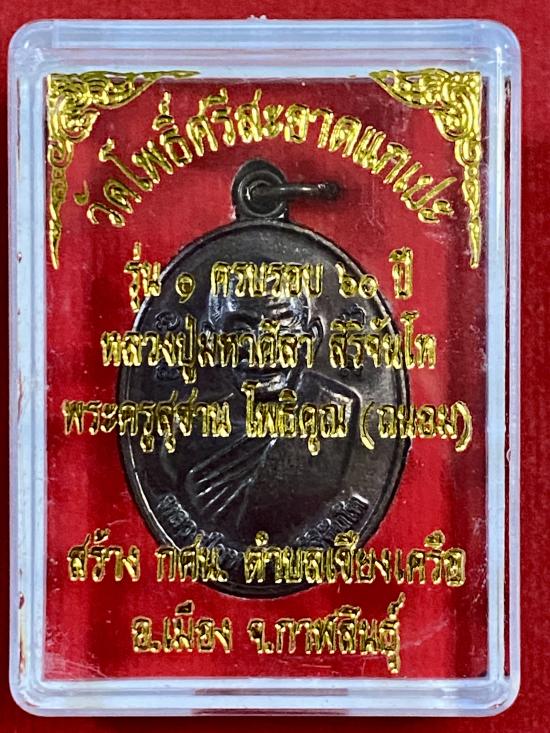 วัดโพธิ์ศรีสะอาดแกเปะ
รุ่น ๑ ครบรอบ ๖๐ ปี
หลวงปู่มหาศิลา สิริจันโท
พระครูสุจาน โพธิคุณ (ถนอม)
สร้าง กศน. ตำบลเชียงเครือ
อ.เมือง จ.กาฬสินธุ์